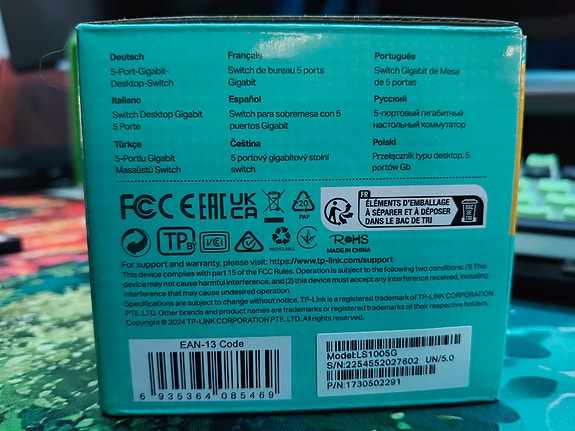 Deutsch
5-Port-Gigabit-
Desktop-Switch
Français
Switch de bureau 5 ports
Gigabit
Português
Switch Gigabit de Mesa
de 5 portas
Italiano
Switch Desktop Gigabit
5 Porte
Español
Switch para sobremesa con 5
puertos Gigabit
Русский
5-портовый гигабитный
настольный коммутатор
Türkçe
5-Portlu Gigabit
Masaüstü Switch
Čeština
5 portový gigabitový stolní
switch
Polski
Przełącznik typu desktop, 5
portów Gb
FCC CE EAC UK
CA
20
PAP
FR
ÉLÉMENTS D'EMBALLAGE
À SÉPARER ET À DÉPOSER
DANS LE BAC DE TRI
BAC
DE
TRI
TP BY
VCI
RECYCLABLE
RoHS
MADE IN CHINA
For support and warranty, please visit: https://www.tp-link.com/support
This device complies with part 15 of the FCC Rules. Operation is subject to the following two conditions: (1) This
device may not cause harmful interference, and (2) this device must accept any interference received, including
interference that may cause undesired operation.
Specifications are subject to change without notice. TP-Link is a registered trademark of TP-LINK CORPORATION
PTE. LTD. Other brands and product names are trademarks or registered trademarks of their respective holders.
Copyright © 2024 TP-LINK CORPORATION PTE. LTD. All rights reserved.
EAN-13 Code
6 935364 085469
Model:LS1005G
S/N:2254552027602 UN/5.0
P/N:1730502291